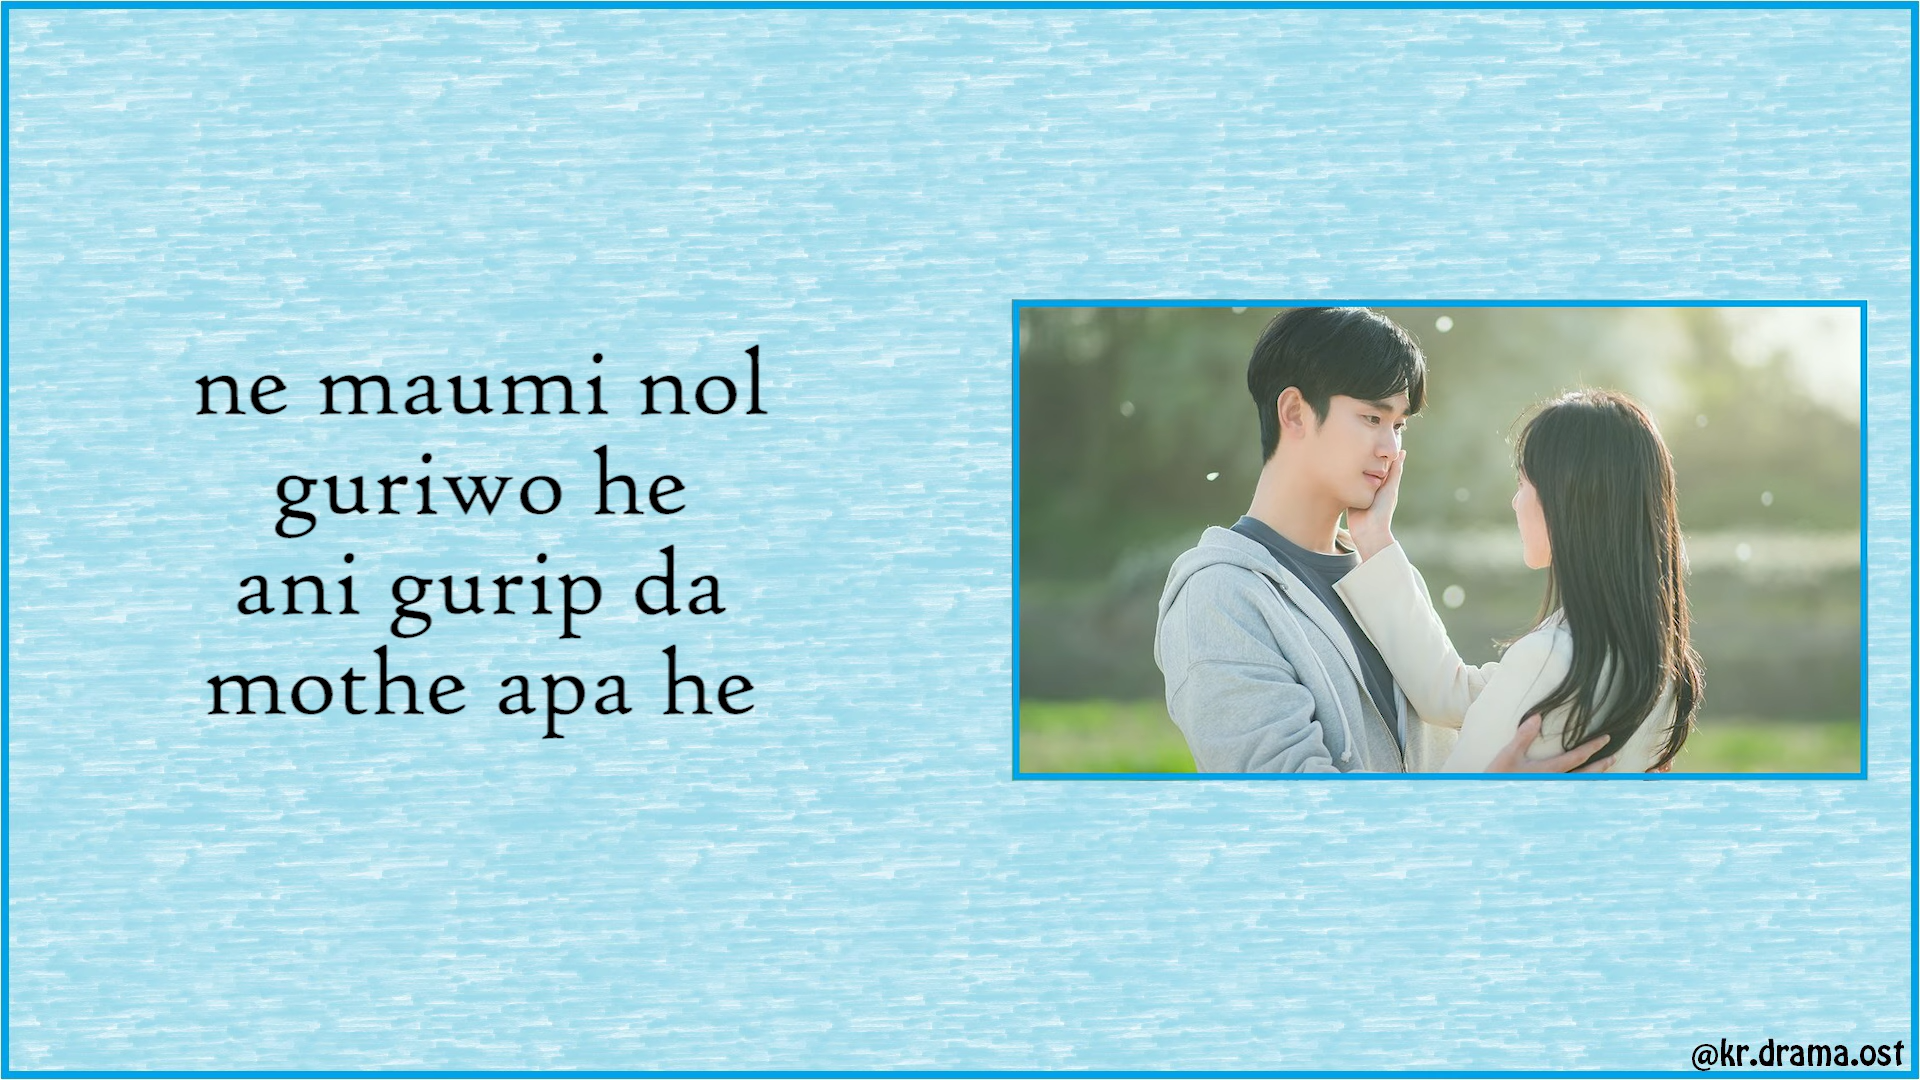 ne maumi nol
guriwo he
ani gurip da
mothe apa he
@kr.drama.ost